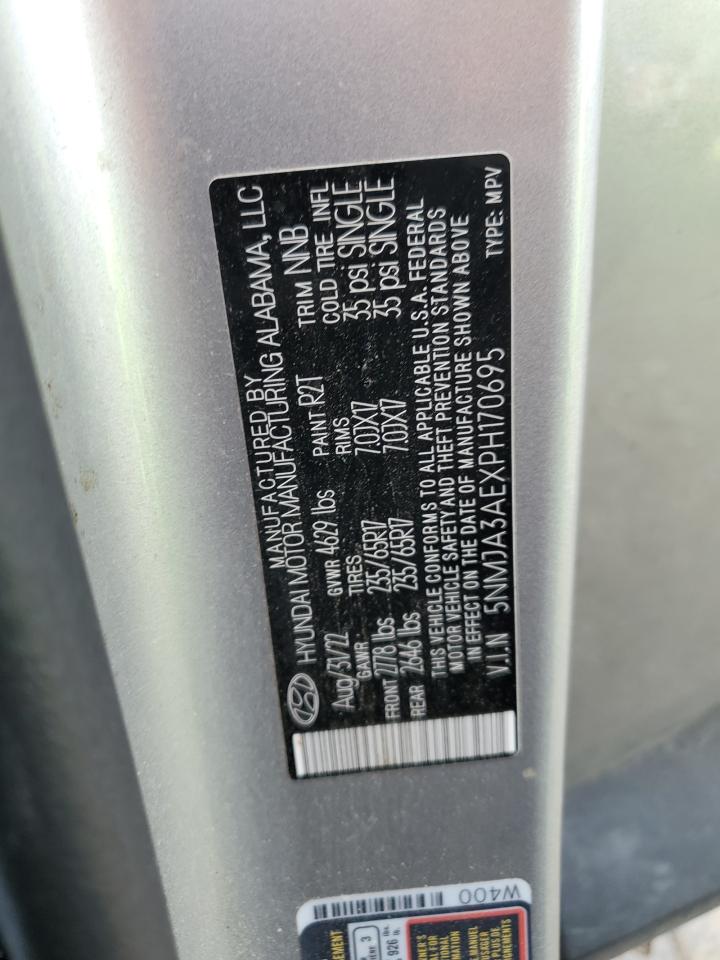 MANUFACTURED BY
HYUNDAI MOTOR MANUFACTURING ALABAMA, LLC
Aug/31/22 GVWR 4629 lbs PAINT R2T TRIM NNB
GAWR TIRES RIMS COLD TIRE INFL
FRONT 2778 lbs 235/65R17 7.0JX17 35 psi SINGLE
REAR 2646 lbs 235/65R17 7.0JX17 35 psi SINGLE
THIS VEHICLE CONFORMS TO ALL APPLICABLE U.S.A. FEDERAL
MOTOR VEHICLE SAFETY AND THEFT PREVENTION STANDARDS
IN EFFECT ON THE DATE OF MANUFACTURE SHOWN ABOVE
V.I.N 5NMJA3AEXPH170695 TYPE: MPV
W400
3
926